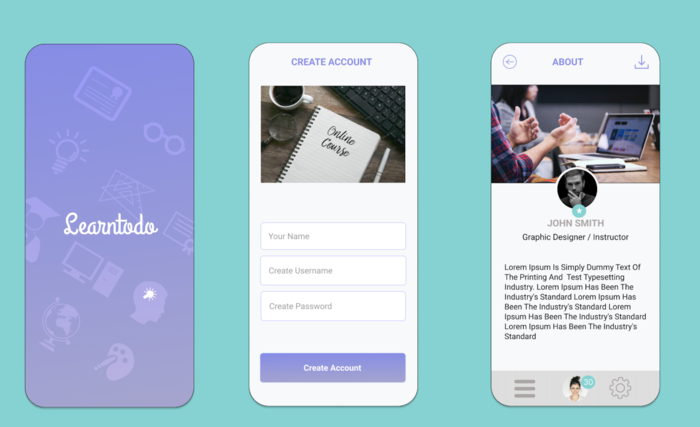 Learntodo
CREATE ACCOUNT
Online
Course
Your Name
Create Username
Create Password
Create Account
ABOUT
JOHN SMITH
Graphic Designer / Instructor
Lorem Ipsum Is Simply Dummy Text Of
The Printing And Test Typesetting
Industry. Lorem Ipsum Has Been The
Industry's Standard Lorem Ipsum Has
Been The Industry's Standard Lorem
Ipsum Has Been The Industry's Standard
Lorem Ipsum Has Been The Industry's
Standard
30